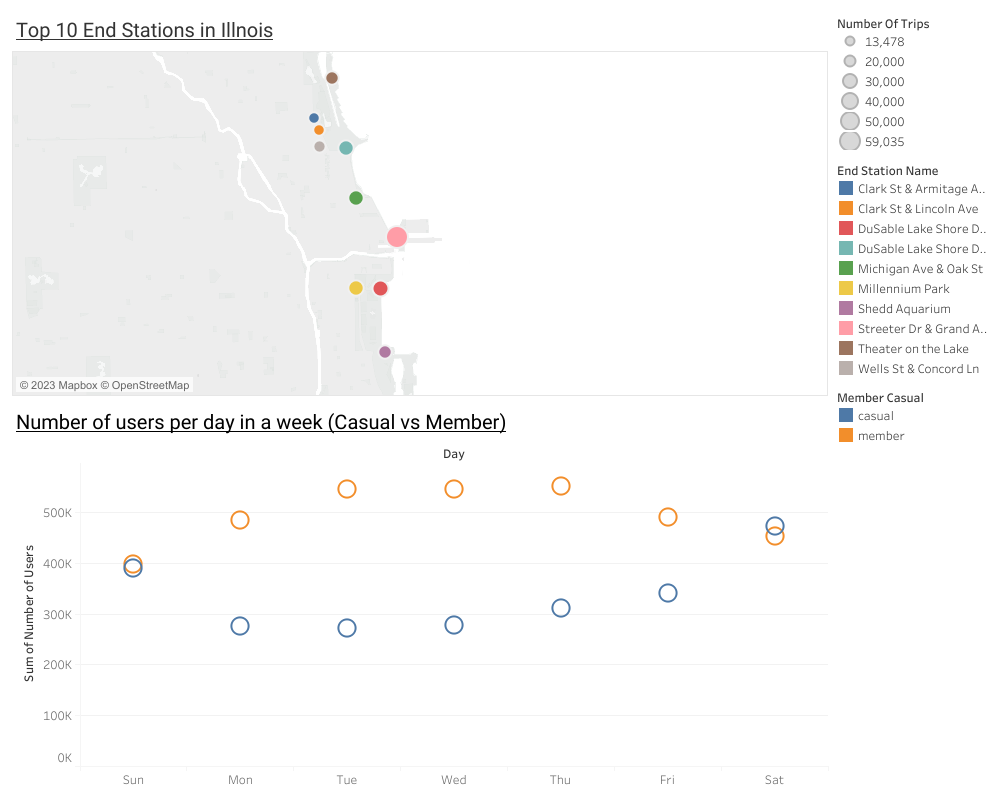 Top 10 End Stations in Illnois
© 2023 Mapbox © OpenStreetMap
Number Of Trips
13,478
20,000
30,000
40,000
50,000
59,035
End Station Name
Clark St & Armitage A..
Clark St & Lincoln Ave
DuSable Lake Shore D..
DuSable Lake Shore D..
Michigan Ave & Oak St
Millennium Park
Shedd Aquarium
Streeter Dr & Grand A..
Theater on the Lake
Wells St & Concord Ln
Member Casual
casual
member
Number of users per day in a week (Casual vs Member)
Day
Sum of Number of Users
500K
400K
300K
200K
100K
0K
Sun Mon Tue Wed Thu Fri Sat